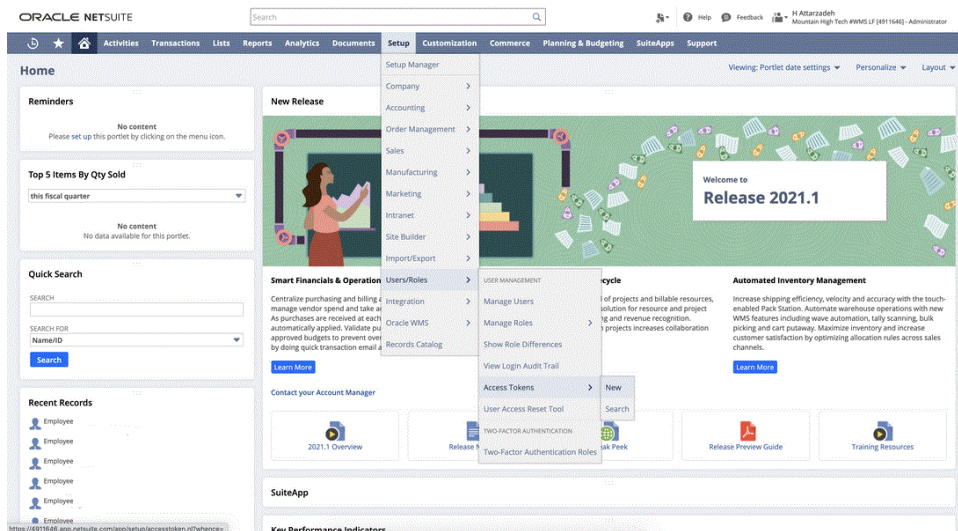 ORACLE NETSUITE
Search
Help
Feedback
H Attarzadeh
Mountain High Tech #WMS LF [4911646] - Administrator
Activities Transactions Lists Reports Analytics Documents Setup Customization Commerce Planning & Budgeting SuiteApps Support
Home
Viewing: Portlet date settings Personalize Layout
Setup Manager
Company
Accounting
Order Management
Sales
Manufacturing
Marketing
Intranet
Site Builder
Import/Export
Users/Roles
Integration
Oracle WMS
Records Catalog
USER MANAGEMENT
Manage Users
Manage Roles
Show Role Differences
View Login Audit Trail
Access Tokens
User Access Reset Tool
TWO-FACTOR AUTHENTICATION
Two-Factor Authentication Roles
New
Search
Reminders
No content
Please set up this portlet by clicking on the menu icon.
Top 5 Items By Qty Sold
this fiscal quarter
No content
No data available for this portlet.
Quick Search
SEARCH
SEARCH FOR
Name/ID
Search
Recent Records
Employee
Employee
Employee
Employee
Employee
Employee
https://4911646.app.netsuite.com/app/setup/accesstoken.nl?whence=
New Release
Welcome to
Release 2021.1
Smart Financials & Operation
Centralize purchasing and billing
manage vendor spend and take a
As purchases are received at each
automatically applied. Validate pu
approved budgets to prevent ove
by doing quick transaction email a
Learn More
ycle
l of projects and billable resources,
solution for resource and project
ng and revenue recognition.
projects increases collaboration
Automated Inventory Management
Increase shipping efficiency, velocity and accuracy with the touch-
enabled Pack Station. Automate warehouse operations with new
WMS features including wave automation, tally scanning, bulk
picking and cart putaway. Maximize inventory and increase
customer satisfaction by optimizing allocation rules across sales
channels.
Learn More
Contact your Account Manager
2021.1 Overview
Release N
ak Peek
Release Preview Guide
Training Resources
SuiteApp
Key Performance Indicators